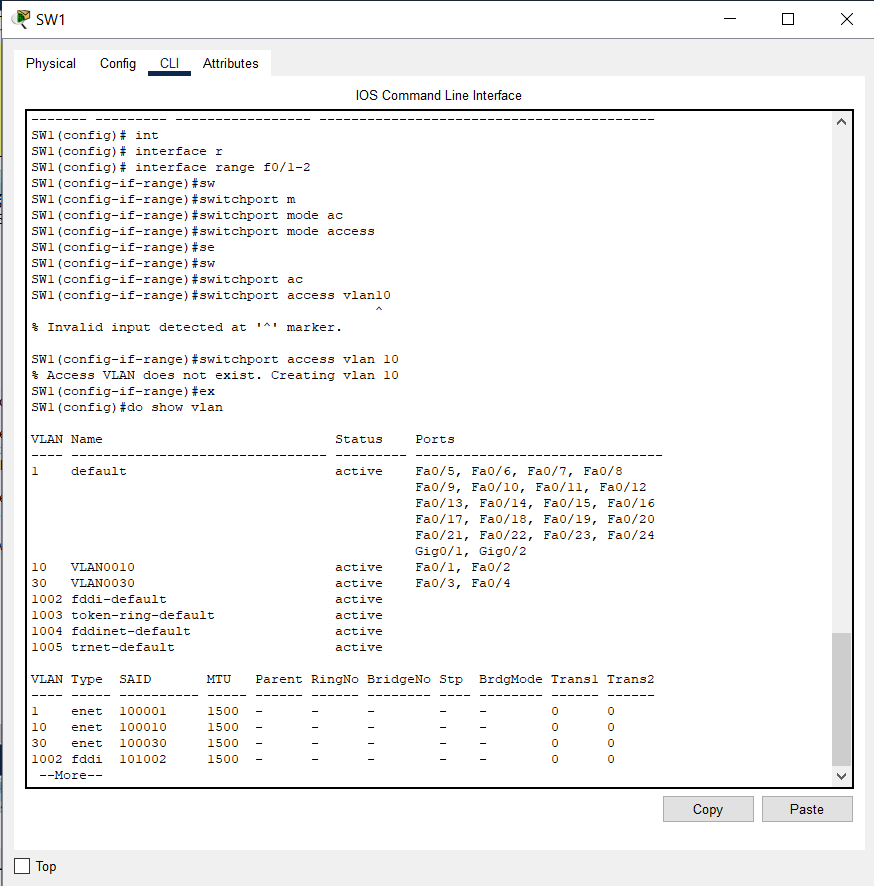 SW1
Physical Config CLI Attributes
IOS Command Line Interface
------- ---------- ----------------- ------------------------------------------
SW1(config)# int
SW1(config)# interface r
SW1(config)# interface range f0/1-2
SW1(config-if-range)#sw
SW1(config-if-range)#switchport m
SW1(config-if-range)#switchport mode ac
SW1(config-if-range)#switchport mode access
SW1(config-if-range)#se
SW1(config-if-range)#sw
SW1(config-if-range)#switchport ac
SW1(config-if-range)#switchport access vlan10
^
% Invalid input detected at '^' marker.
SW1(config-if-range)#switchport access vlan 10
% Access VLAN does not exist. Creating vlan 10
SW1(config-if-range)#ex
SW1(config)#do show vlan
VLAN Name                             Status    Ports
---- -------------------------------- --------- -------------------------------
1    default                          active    Fa0/5, Fa0/6, Fa0/7, Fa0/8
                                                Fa0/9, Fa0/10, Fa0/11, Fa0/12
                                                Fa0/13, Fa0/14, Fa0/15, Fa0/16
                                                Fa0/17, Fa0/18, Fa0/19, Fa0/20
                                                Fa0/21, Fa0/22, Fa0/23, Fa0/24
                                                Gig0/1, Gig0/2
10   VLAN0010                         active    Fa0/1, Fa0/2
30   VLAN0030                         active    Fa0/3, Fa0/4
1002 fddi-default                     active
1003 token-ring-default               active
1004 fddinet-default                  active
1005 trnet-default                    active
VLAN Type  SAID       MTU   Parent RingNo BridgeNo Stp  BrdgMode Trans1 Trans2
---- ----- ---------- ----- ------ ------ -------- ---- -------- ------ ------
1    enet  100001     1500  -      -      -        -    -        0      0
10   enet  100010     1500  -      -      -        -    -        0      0
30   enet  100030     1500  -      -      -        -    -        0      0
1002 fddi  101002     1500  -      -      -        -    -        0      0
 --More--
Copy Paste
Top